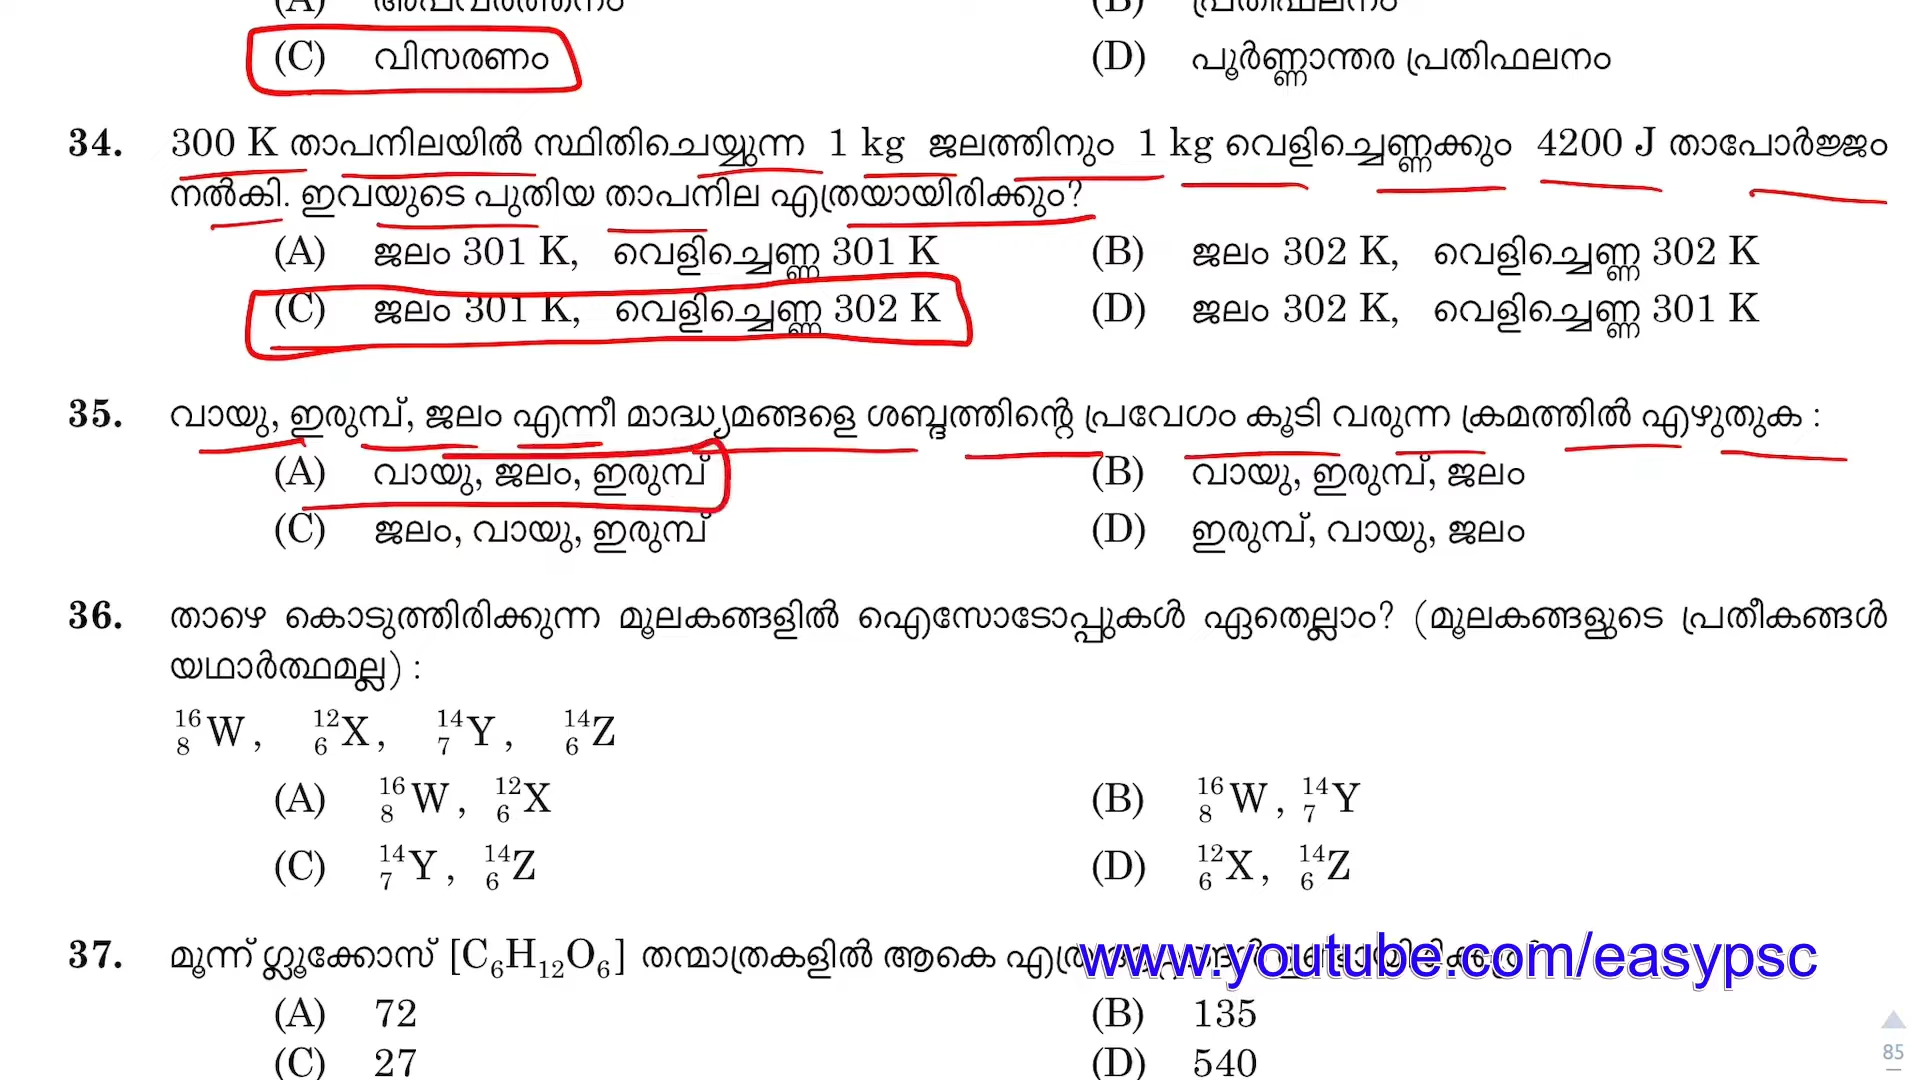 (C) വിസരണം (D) പൂർണ്ണാന്തര പ്രതിഫലനം
34. 300 K താപനിലയിൽ സ്ഥിതിചെയ്യുന്ന 1 kg ജലത്തിനും 1 kg വെളിച്ചെണ്ണക്കും 4200 J താപോർജ്ജം
നൽകി. ഇവയുടെ പുതിയ താപനില എത്രയായിരിക്കും?
(A) ജലം 301 K, വെളിച്ചെണ്ണ 301 K (B) ജലം 302 K, വെളിച്ചെണ്ണ 302 K
(C) ജലം 301 K, വെളിച്ചെണ്ണ 302 K (D) ജലം 302 K, വെളിച്ചെണ്ണ 301 K
35. വായു, ഇരുമ്പ്, ജലം എന്നീ മാദ്ധ്യമങ്ങളെ ശബ്ദത്തിന്റെ പ്രവേഗം കൂടി വരുന്ന ക്രമത്തിൽ എഴുതുക :
(A) വായു, ജലം, ഇരുമ്പ് (B) വായു, ഇരുമ്പ്, ജലം
(C) ജലം, വായു, ഇരുമ്പ് (D) ഇരുമ്പ്, വായു, ജലം
36. താഴെ കൊടുത്തിരിക്കുന്ന മൂലകങ്ങളിൽ ഐസോടോപ്പുകൾ ഏതെല്ലാം? (മൂലകങ്ങളുടെ പ്രതീകങ്ങൾ
യഥാർത്ഥമല്ല) :
¹⁶₈W, ¹²₆X, ¹⁴₇Y, ¹⁴₆Z
(A) ¹⁶₈W, ¹²₆X (B) ¹⁶₈W, ¹⁴₇Y
(C) ¹⁴₇Y, ¹⁴₆Z (D) ¹²₆X, ¹⁴₆Z
37. മൂന്ന് ഗ്ലൂക്കോസ് [C₆H₁₂O₆] തന്മാത്രകളിൽ ആകെ
www.youtube.com/easypsc
(A) 72 (B) 135
(C) 27 (D) 540
85